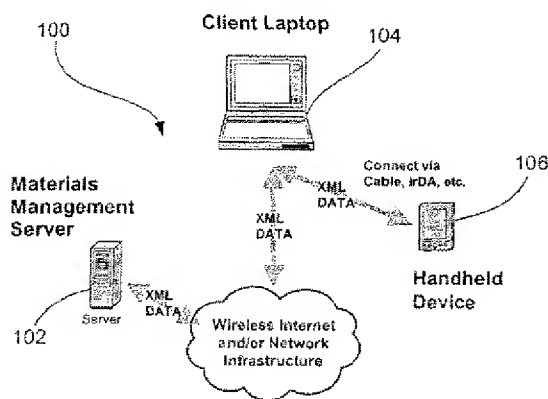 100
Client Laptop
104
Connect via
Cable, irDA, etc.
106
XML
DATA
XML
DATA
Materials
Management
Server
Handheld
Device
XML
DATA
Server
102
Wireless Internet
and/or Network
Infrastructure